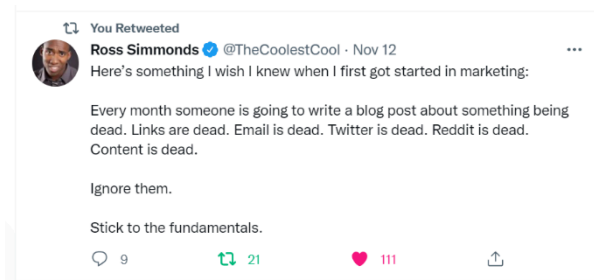 You Retweeted
Ross Simmonds @TheCoolestCool · Nov 12
Here's something I wish I knew when I first got started in marketing:
Every month someone is going to write a blog post about something being
dead. Links are dead. Email is dead. Twitter is dead. Reddit is dead.
Content is dead.
Ignore them.
Stick to the fundamentals.
9 21 111